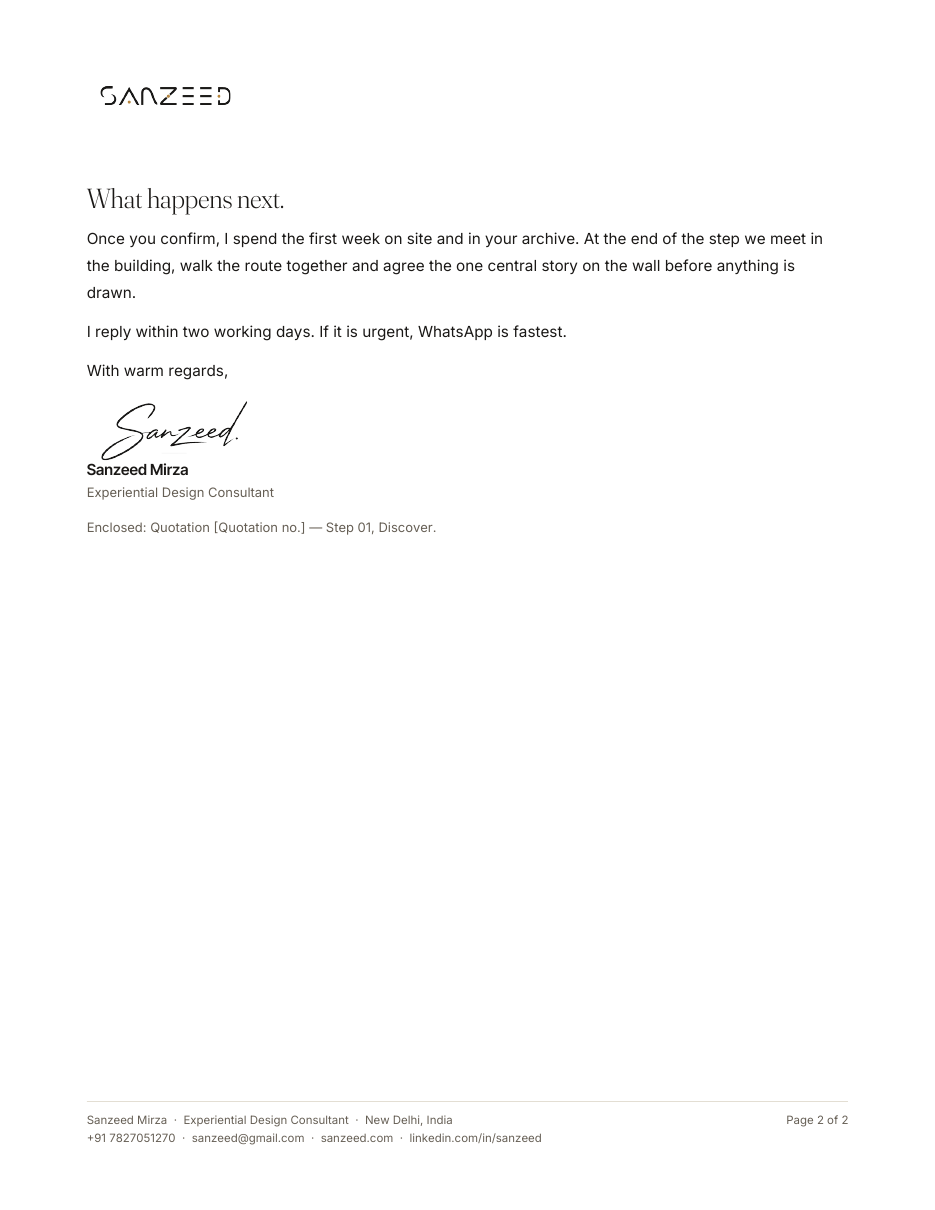 SANZEED
What happens next.
Once you confirm, I spend the first week on site and in your archive. At the end of the step we meet in
the building, walk the route together and agree the one central story on the wall before anything is
drawn.
I reply within two working days. If it is urgent, WhatsApp is fastest.
With warm regards,
Sanzeed.
Sanzeed Mirza
Experiential Design Consultant
Enclosed: Quotation [Quotation no.] — Step 01, Discover.
Sanzeed Mirza · Experiential Design Consultant · New Delhi, India
Page 2 of 2
+91 7827051270 · sanzeed@gmail.com · sanzeed.com · linkedin.com/in/sanzeed